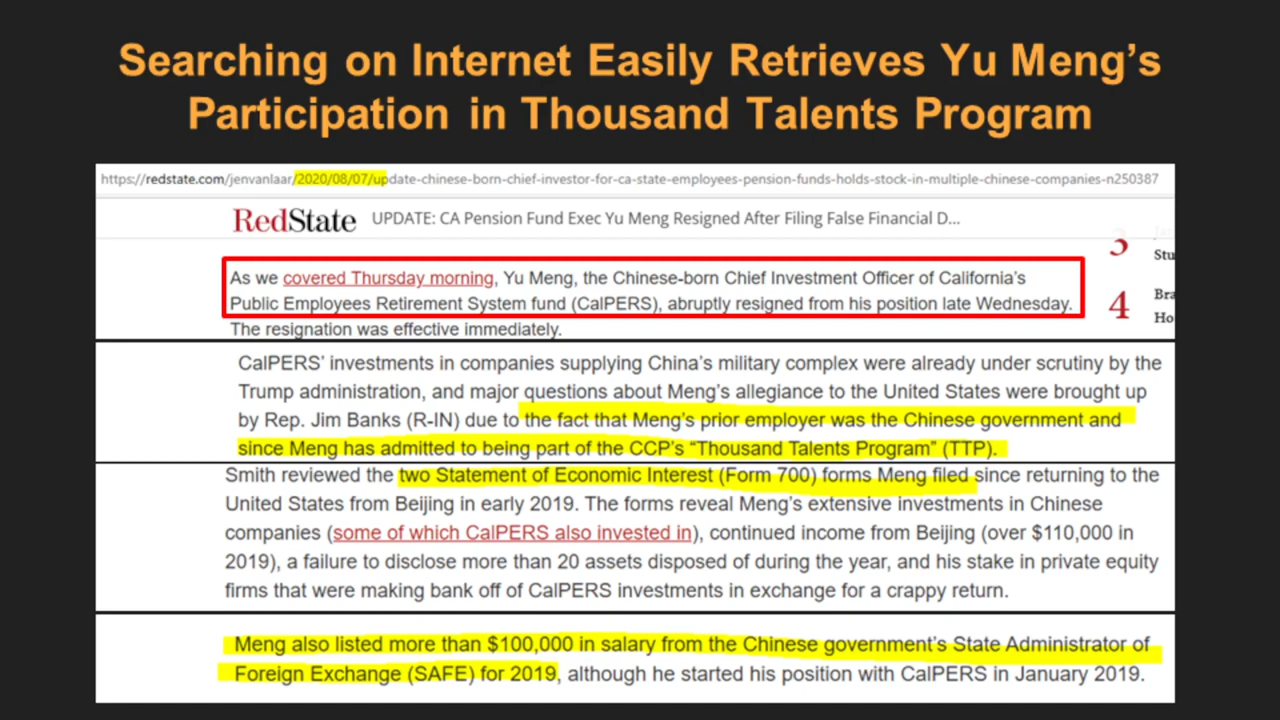 Searching on Internet Easily Retrieves Yu Meng's
Participation in Thousand Talents Program
https://redstate.com/jenvanlaar/2020/08/07/update-chinese-born-chief-investor-for-ca-state-employees-pension-funds-holds-stock-in-multiple-chinese-companies-n250387
RedState UPDATE: CA Pension Fund Exec Yu Meng Resigned After Filing False Financial D...
3
Stu
As we covered Thursday morning, Yu Meng, the Chinese-born Chief Investment Officer of California's
Public Employees Retirement System fund (CalPERS), abruptly resigned from his position late Wednesday.
4
Bra
Ho
The resignation was effective immediately.
CalPERS' investments in companies supplying China's military complex were already under scrutiny by the
Trump administration, and major questions about Meng's allegiance to the United States were brought up
by Rep. Jim Banks (R-IN) due to the fact that Meng's prior employer was the Chinese government and
since Meng has admitted to being part of the CCP's "Thousand Talents Program" (TTP).
Smith reviewed the two Statement of Economic Interest (Form 700) forms Meng filed since returning to the
United States from Beijing in early 2019. The forms reveal Meng's extensive investments in Chinese
companies (some of which CalPERS also invested in), continued income from Beijing (over $110,000 in
2019), a failure to disclose more than 20 assets disposed of during the year, and his stake in private equity
firms that were making bank off of CalPERS investments in exchange for a crappy return.
Meng also listed more than $100,000 in salary from the Chinese government's State Administrator of
Foreign Exchange (SAFE) for 2019, although he started his position with CalPERS in January 2019.